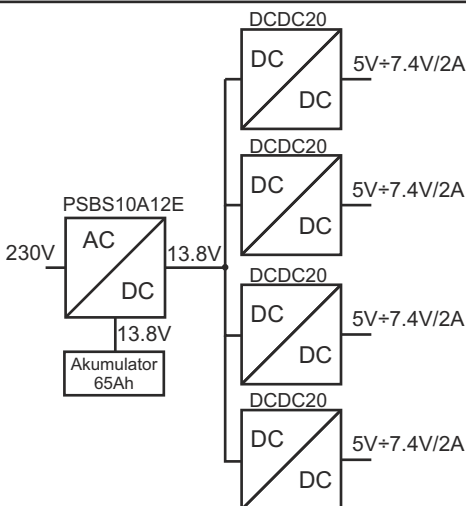 DCDC20
DC
DC
5V÷7.4V/2A
DCDC20
DC
DC
5V÷7.4V/2A
PSBS10A12E
230V
AC
DC
13.8V
13.8V
Akumulator
65Ah
DCDC20
DC
DC
5V÷7.4V/2A
DCDC20
DC
DC
5V÷7.4V/2A